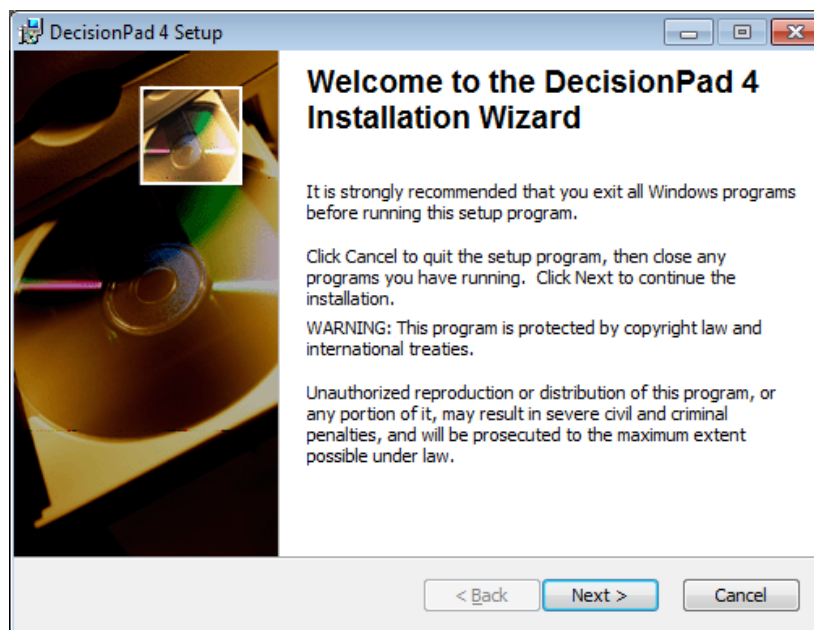 DecisionPad 4 Setup
Welcome to the DecisionPad 4
Installation Wizard
It is strongly recommended that you exit all Windows programs
before running this setup program.
Click Cancel to quit the setup program, then close any
programs you have running.  Click Next to continue the
installation.
WARNING: This program is protected by copyright law and
international treaties.
Unauthorized reproduction or distribution of this program, or
any portion of it, may result in severe civil and criminal
penalties, and will be prosecuted to the maximum extent
possible under law.
< Back Next > Cancel